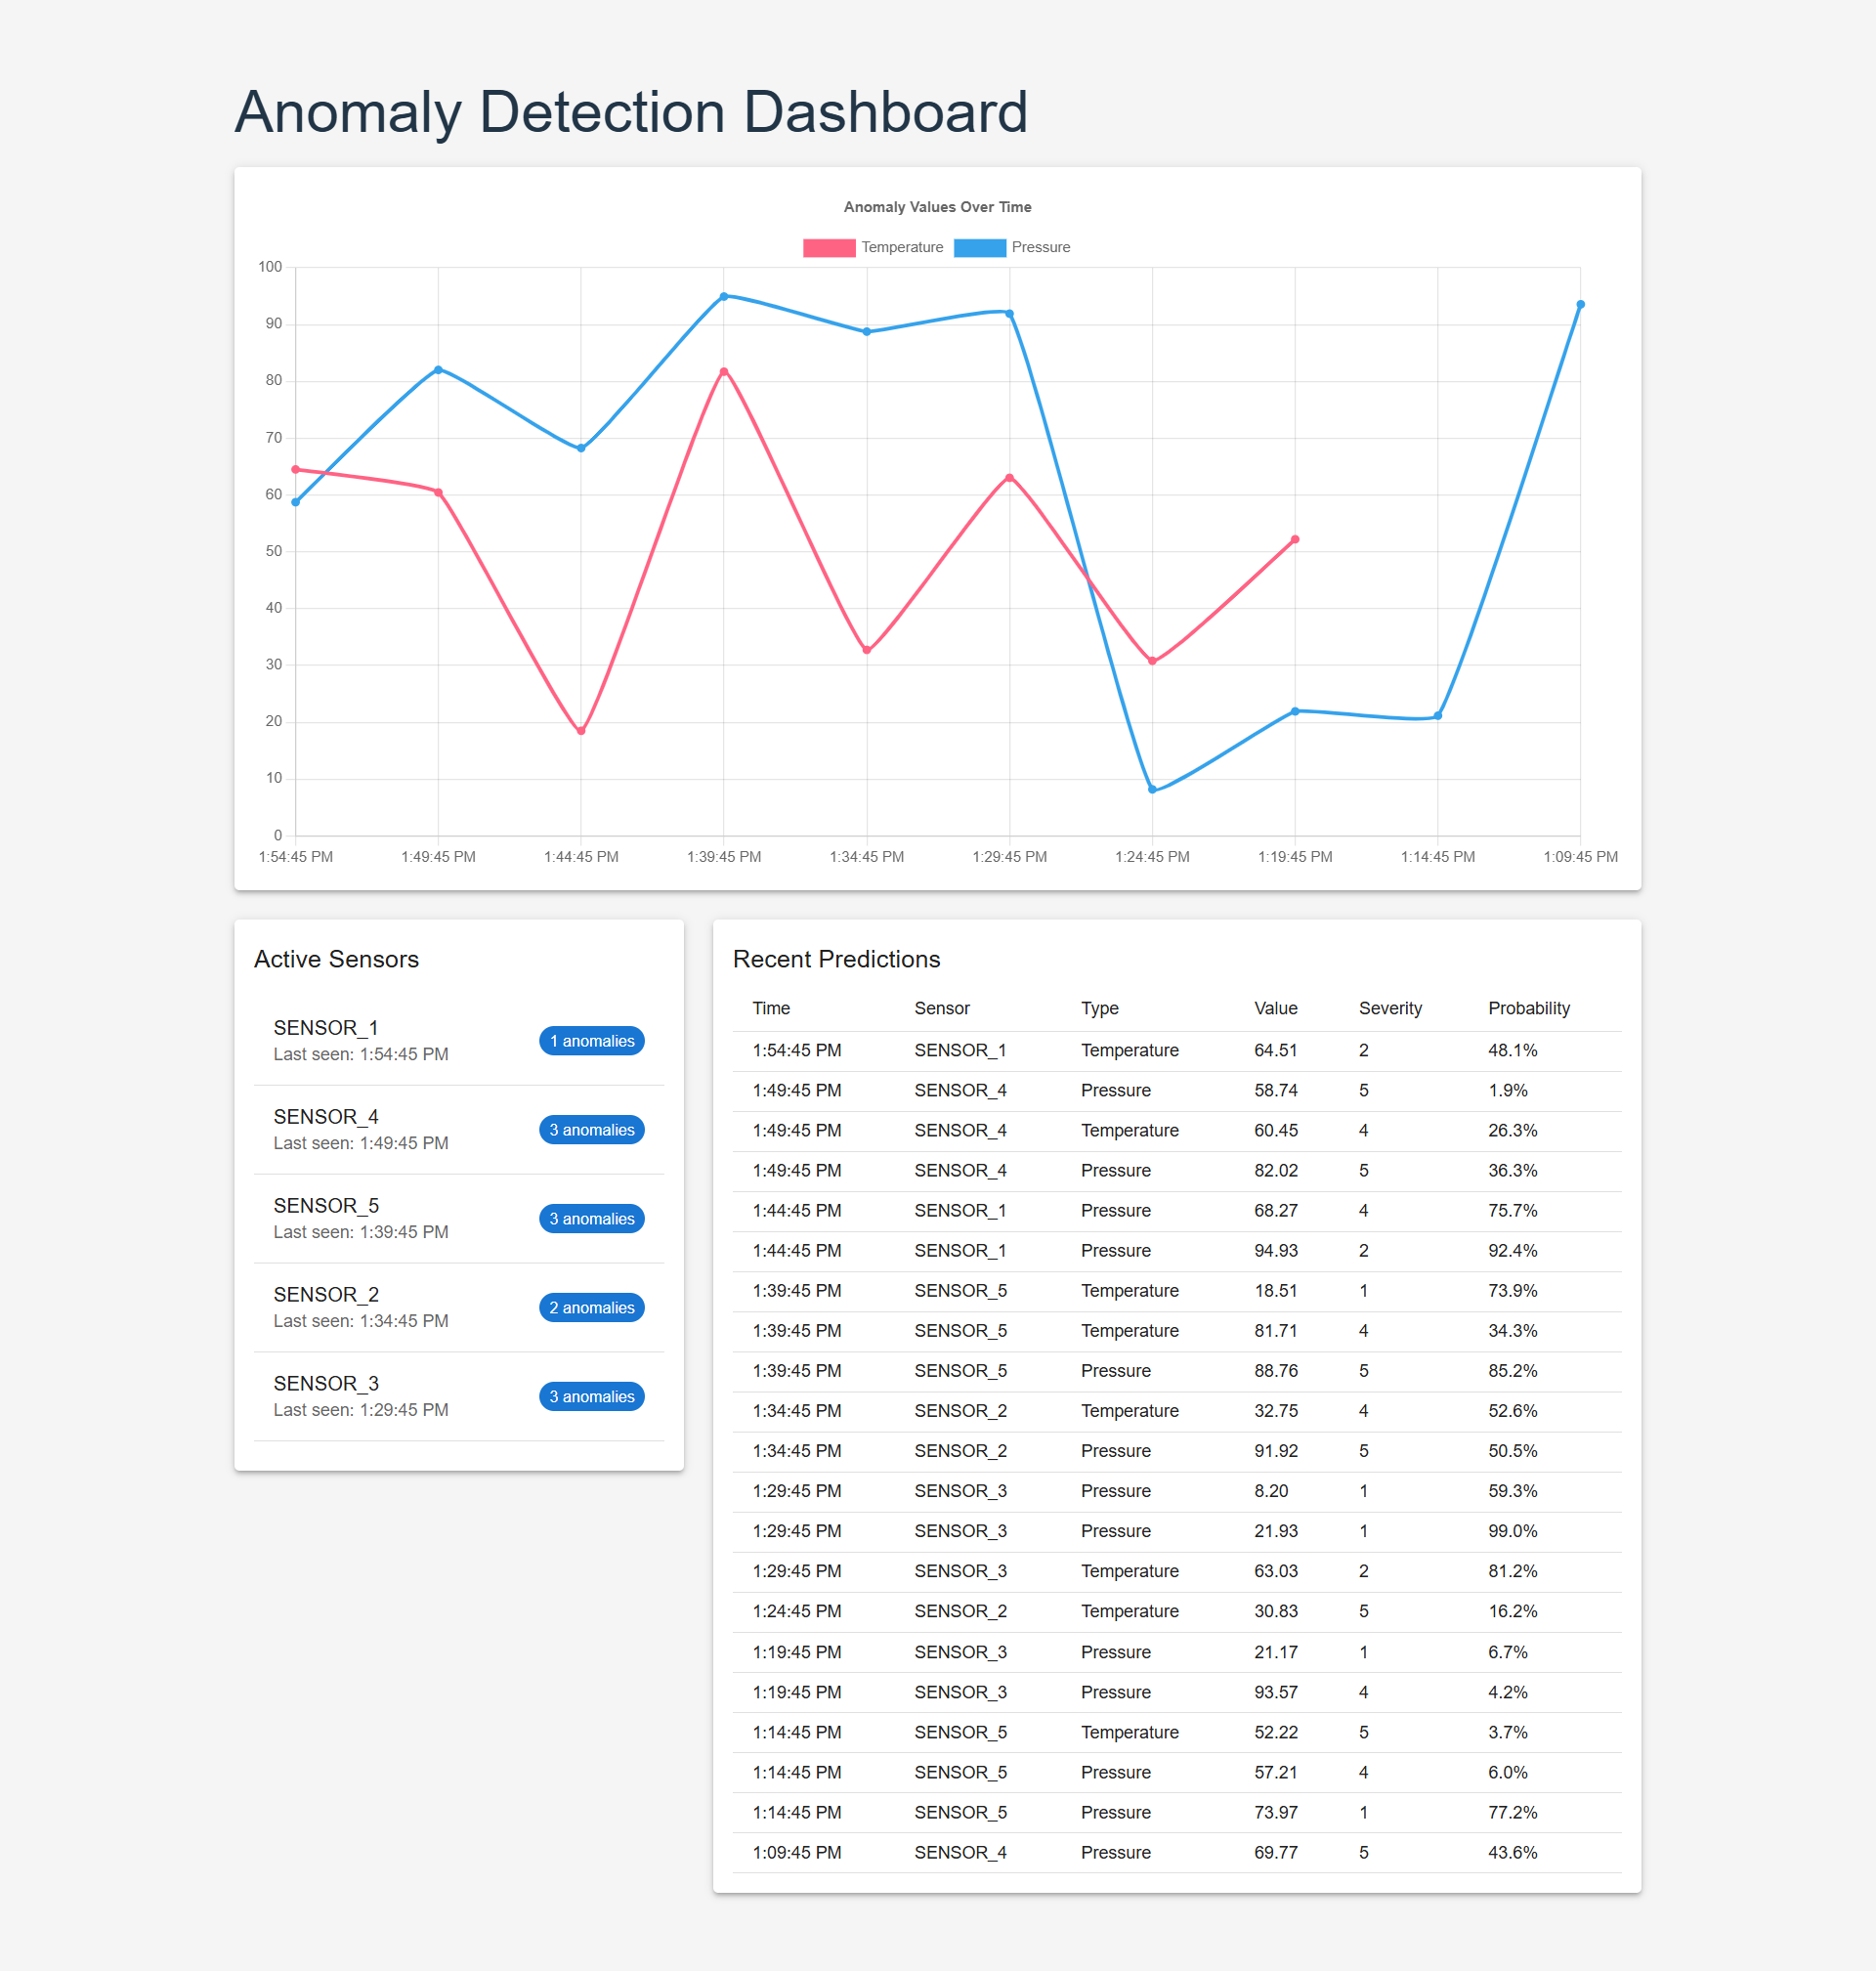 Anomaly Detection Dashboard
Anomaly Values Over Time
Temperature Pressure
100
90
80
70
60
50
40
30
20
10
0
1:54:45 PM 1:49:45 PM 1:44:45 PM 1:39:45 PM 1:34:45 PM 1:29:45 PM 1:24:45 PM 1:19:45 PM 1:14:45 PM 1:09:45 PM
Active Sensors
SENSOR_1
Last seen: 1:54:45 PM
1 anomalies
SENSOR_4
Last seen: 1:49:45 PM
3 anomalies
SENSOR_5
Last seen: 1:39:45 PM
3 anomalies
SENSOR_2
Last seen: 1:34:45 PM
2 anomalies
SENSOR_3
Last seen: 1:29:45 PM
3 anomalies
Recent Predictions
Time Sensor Type Value Severity Probability
1:54:45 PM SENSOR_1 Temperature 64.51 2 48.1%
1:49:45 PM SENSOR_4 Pressure 58.74 5 1.9%
1:49:45 PM SENSOR_4 Temperature 60.45 4 26.3%
1:49:45 PM SENSOR_4 Pressure 82.02 5 36.3%
1:44:45 PM SENSOR_1 Pressure 68.27 4 75.7%
1:44:45 PM SENSOR_1 Pressure 94.93 2 92.4%
1:39:45 PM SENSOR_5 Temperature 18.51 1 73.9%
1:39:45 PM SENSOR_5 Temperature 81.71 4 34.3%
1:39:45 PM SENSOR_5 Pressure 88.76 5 85.2%
1:34:45 PM SENSOR_2 Temperature 32.75 4 52.6%
1:34:45 PM SENSOR_2 Pressure 91.92 5 50.5%
1:29:45 PM SENSOR_3 Pressure 8.20 1 59.3%
1:29:45 PM SENSOR_3 Pressure 21.93 1 99.0%
1:29:45 PM SENSOR_3 Temperature 63.03 2 81.2%
1:24:45 PM SENSOR_2 Temperature 30.83 5 16.2%
1:19:45 PM SENSOR_3 Pressure 21.17 1 6.7%
1:19:45 PM SENSOR_3 Pressure 93.57 4 4.2%
1:14:45 PM SENSOR_5 Temperature 52.22 5 3.7%
1:14:45 PM SENSOR_5 Pressure 57.21 4 6.0%
1:14:45 PM SENSOR_5 Pressure 73.97 1 77.2%
1:09:45 PM SENSOR_4 Pressure 69.77 5 43.6%